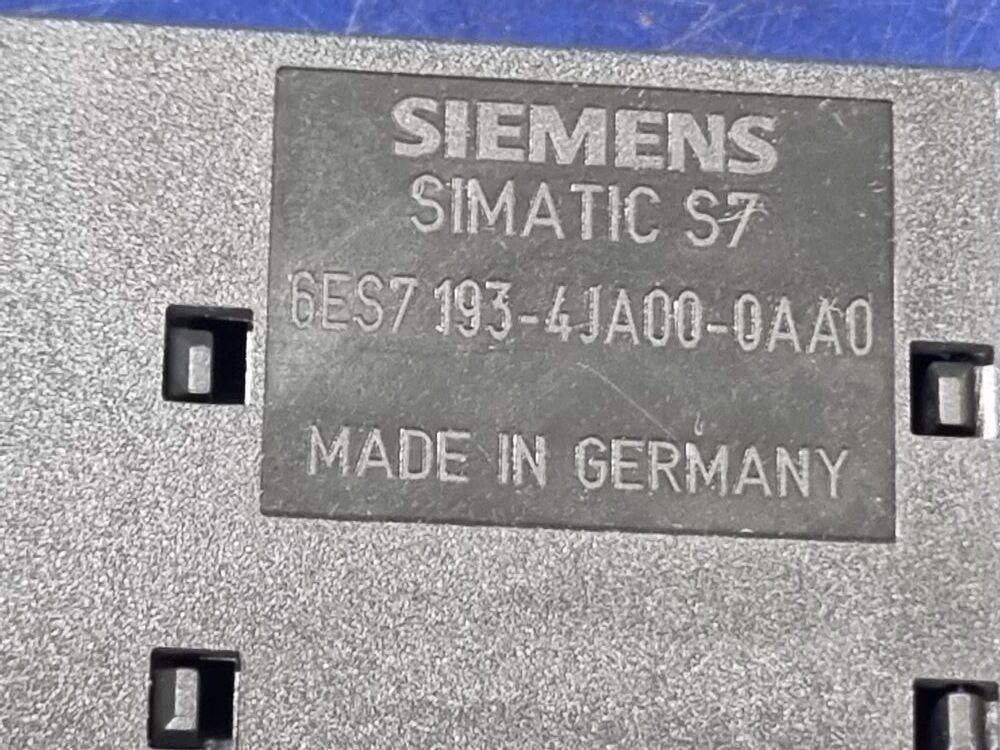 SIEMENS
SIMATIC S7
6ES7 193-4JA00-0AA0
MADE IN GERMANY